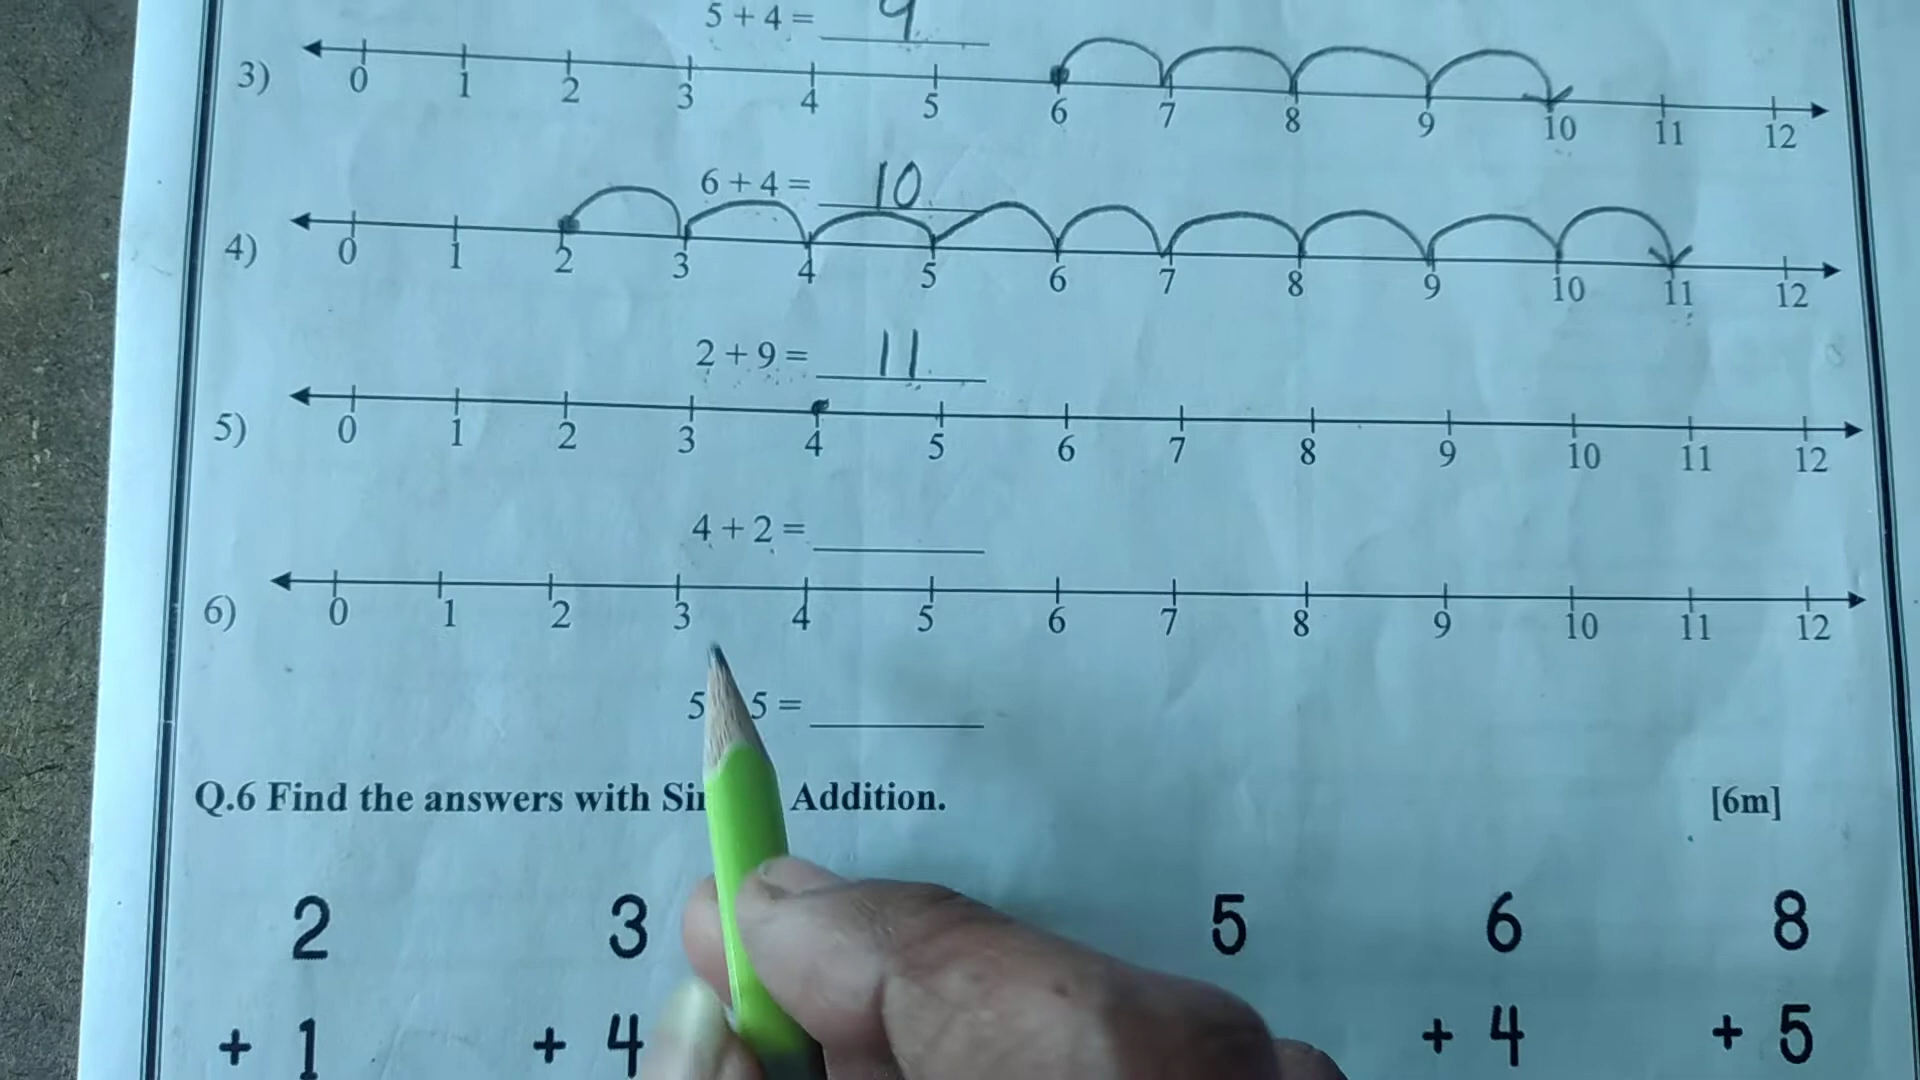 5 + 4 = 9
3) 0 1 2 3 4 5 6 7 8 9 10 11 12
6 + 4 = 10
4) 0 1 2 3 4 5 6 7 8 9 10 11 12
2 + 9 = 11
5) 0 1 2 3 4 5 6 7 8 9 10 11 12
4 + 2 =
6) 0 1 2 3 4 5 6 7 8 9 10 11 12
5 5 =
Q.6 Find the answers with Addition. [6m]
2 3 5 6 8
+ 1 + 4 + 4 + 5